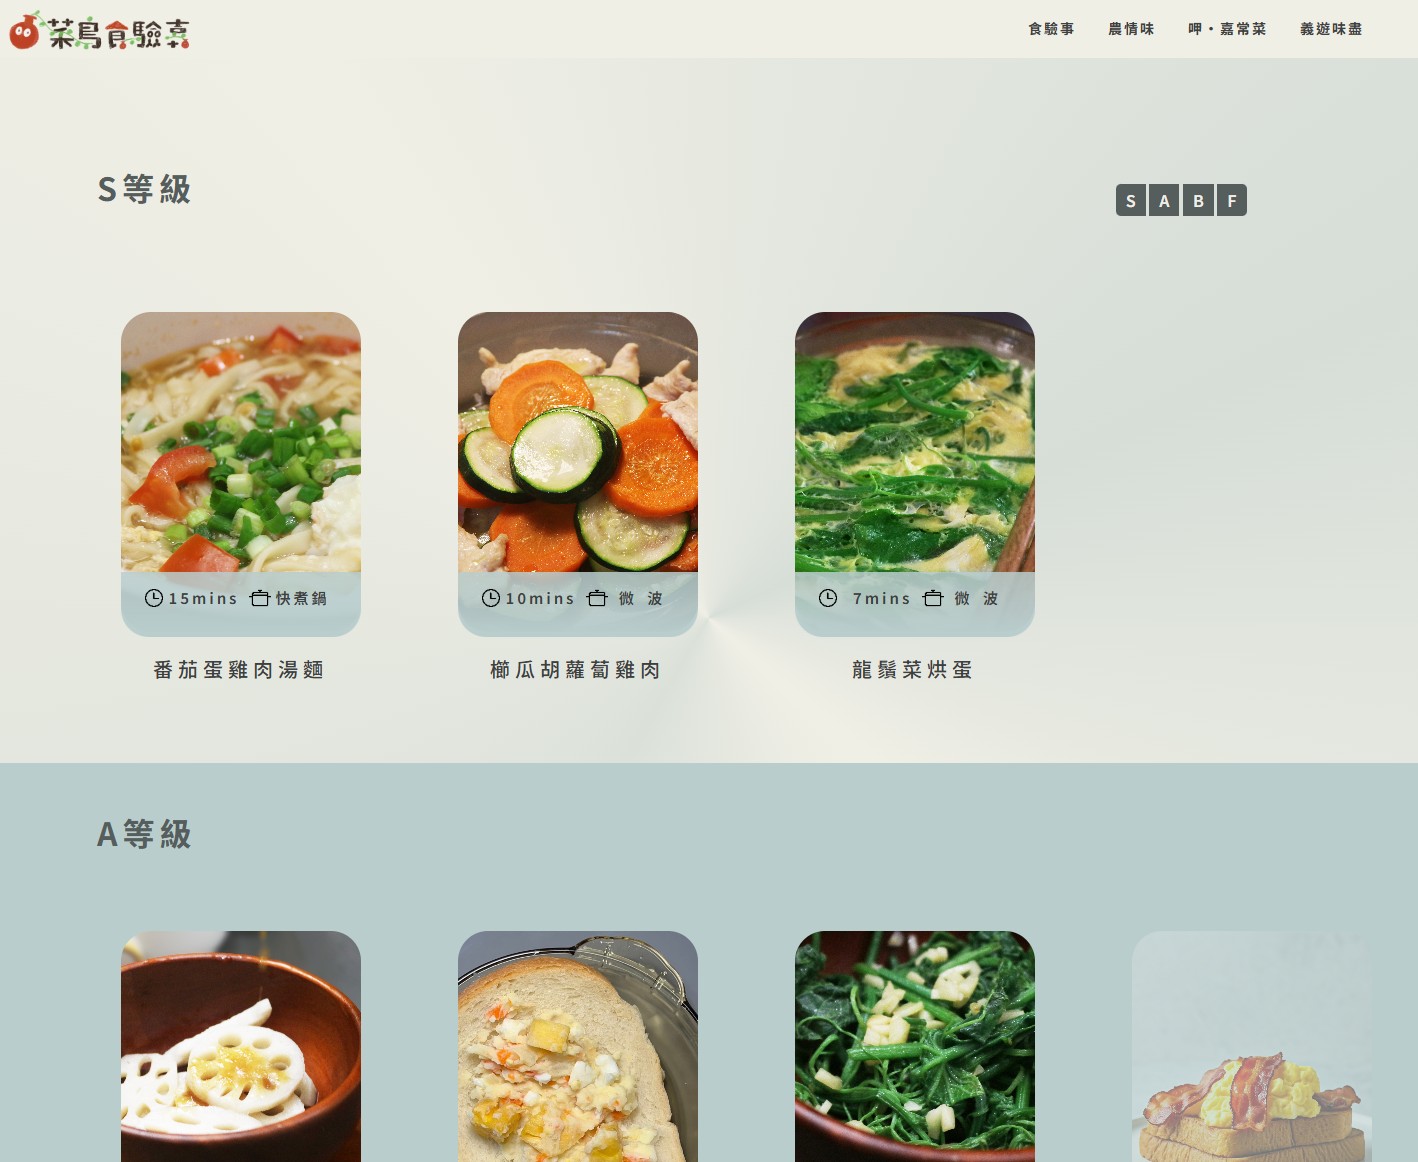 菜鳥食驗嘉
食驗事 農情味 呷・嘉常菜 義遊味盡
S等級
S A B F
15mins 快煮鍋
10mins 微 波
7mins 微 波
番茄蛋雞肉湯麵
櫛瓜胡蘿蔔雞肉
龍鬚菜烘蛋
A等級